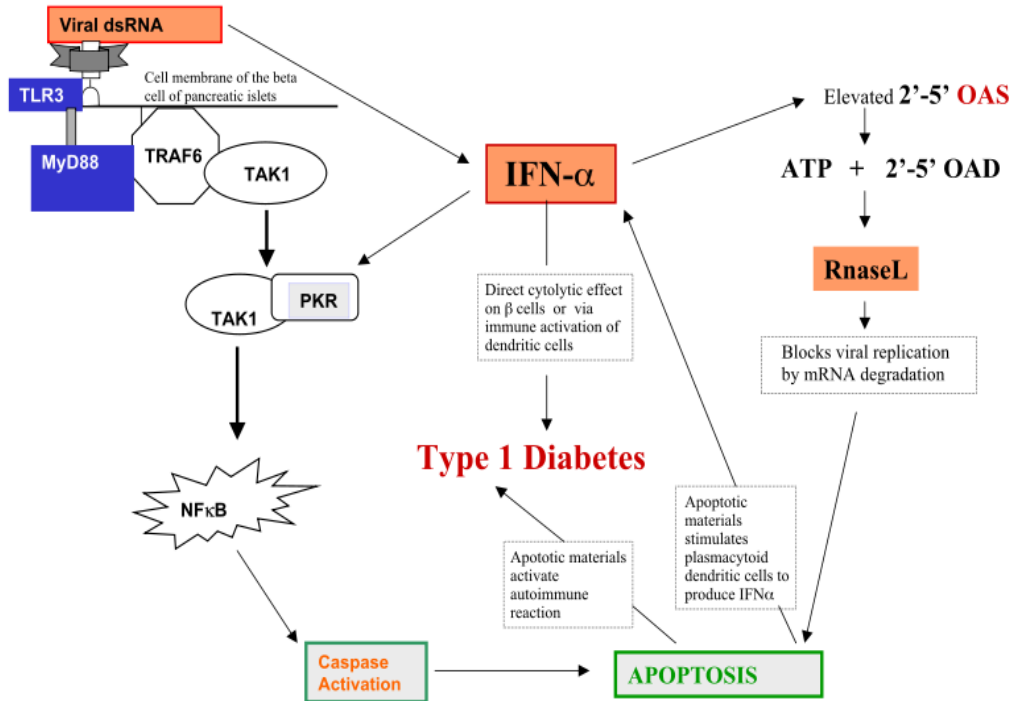 Viral dsRNA
TLR3
Cell membrane of the beta
cell of pancreatic islets
MyD88
TRAF6
TAK1
IFN-α
Elevated 2’-5’ OAS
ATP + 2’-5’ OAD
RnaseL
Blocks viral replication
by mRNA degradation
TAK1
PKR
Direct cytolytic effect
on β cells or via
immune activation of
dendritic cells
Type 1 Diabetes
NFκB
Apoptotic
materials
stimulates
plasmacytoid
dendritic cells to
produce IFNα
Apototic materials
activate
autoimmune
reaction
Caspase
Activation
APOPTOSIS